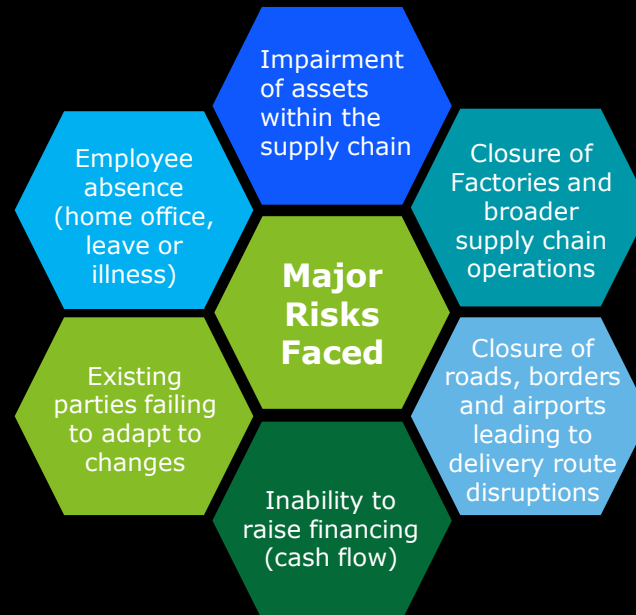 Impairment
of assets
within the
supply chain
Closure of
Factories and
broader
supply chain
operations
Closure of
roads, borders
and airports
leading to
delivery route
disruptions
Inability to
raise financing
(cash flow)
Existing
parties failing
to adapt to
changes
Employee
absence
(home office,
leave or
illness)
Major
Risks
Faced